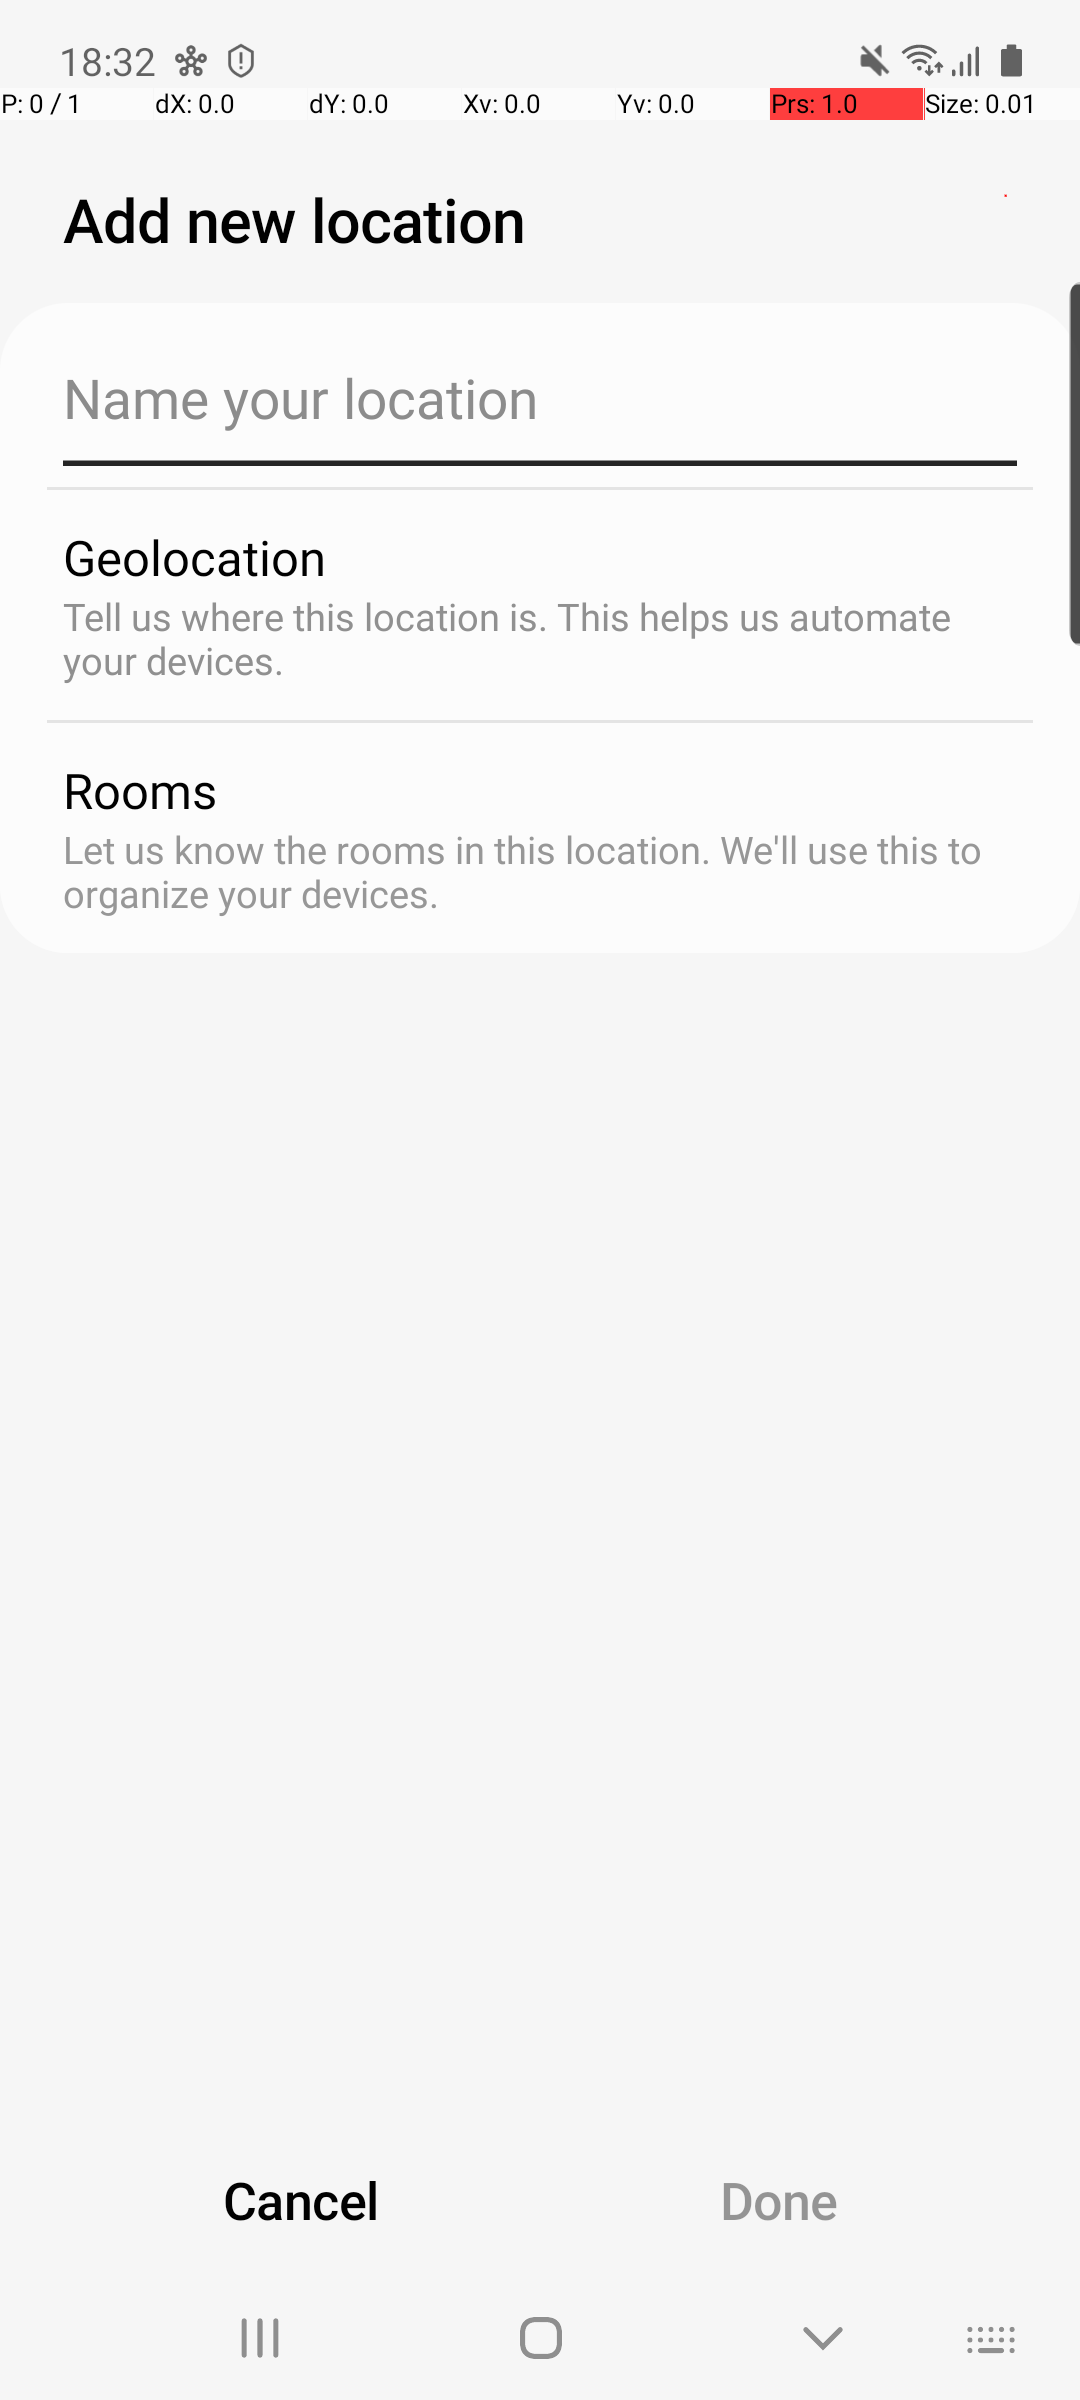 18:32
P: 0 / 1 dX: 0.0 dY: 0.0 Xv: 0.0 Yv: 0.0 Prs: 1.0 Size: 0.01
Add new location
Name your location
Geolocation
Tell us where this location is. This helps us automate
your devices.
Rooms
Let us know the rooms in this location. We'll use this to
organize your devices.
Cancel Done